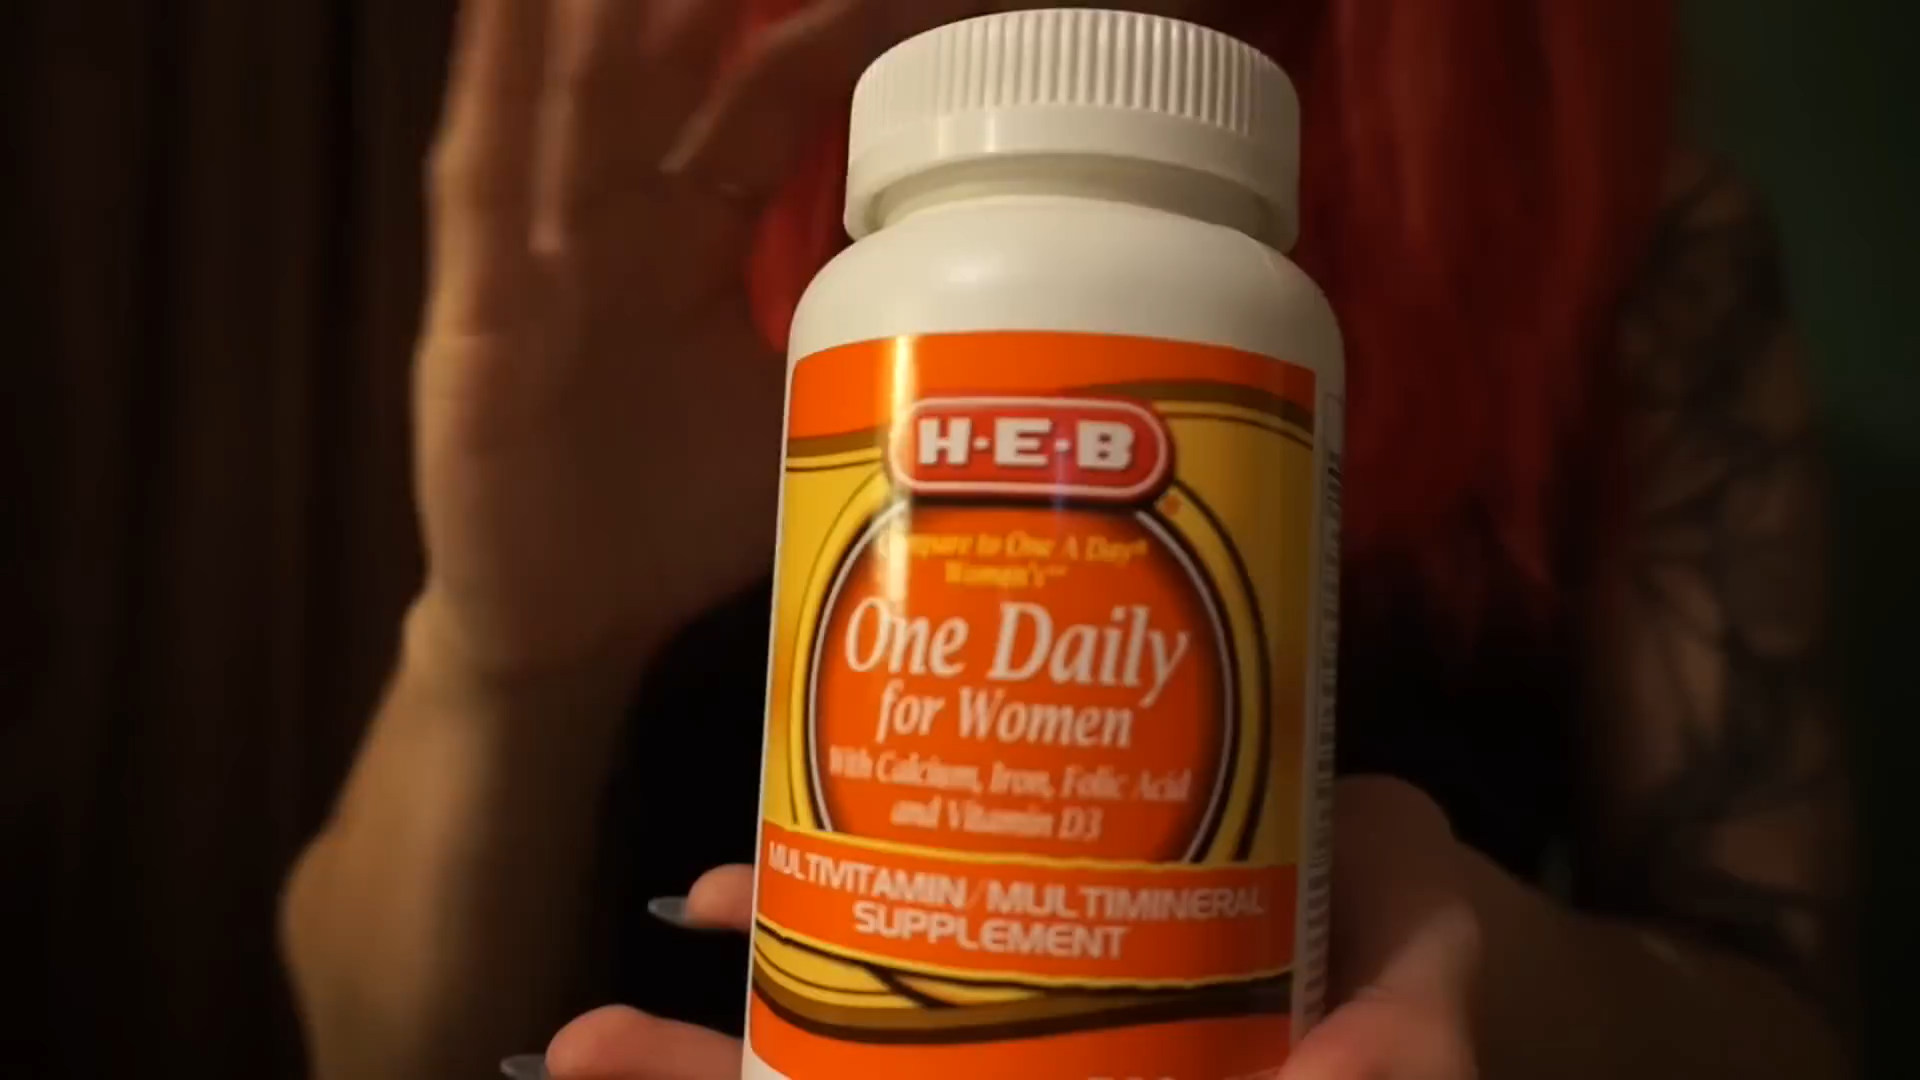 H-E-B
Compare to One A Day®
Women's**
One Daily
for Women
With Calcium, Iron, Folic Acid
and Vitamin D3
MULTIVITAMIN/MULTIMINERAL
SUPPLEMENT